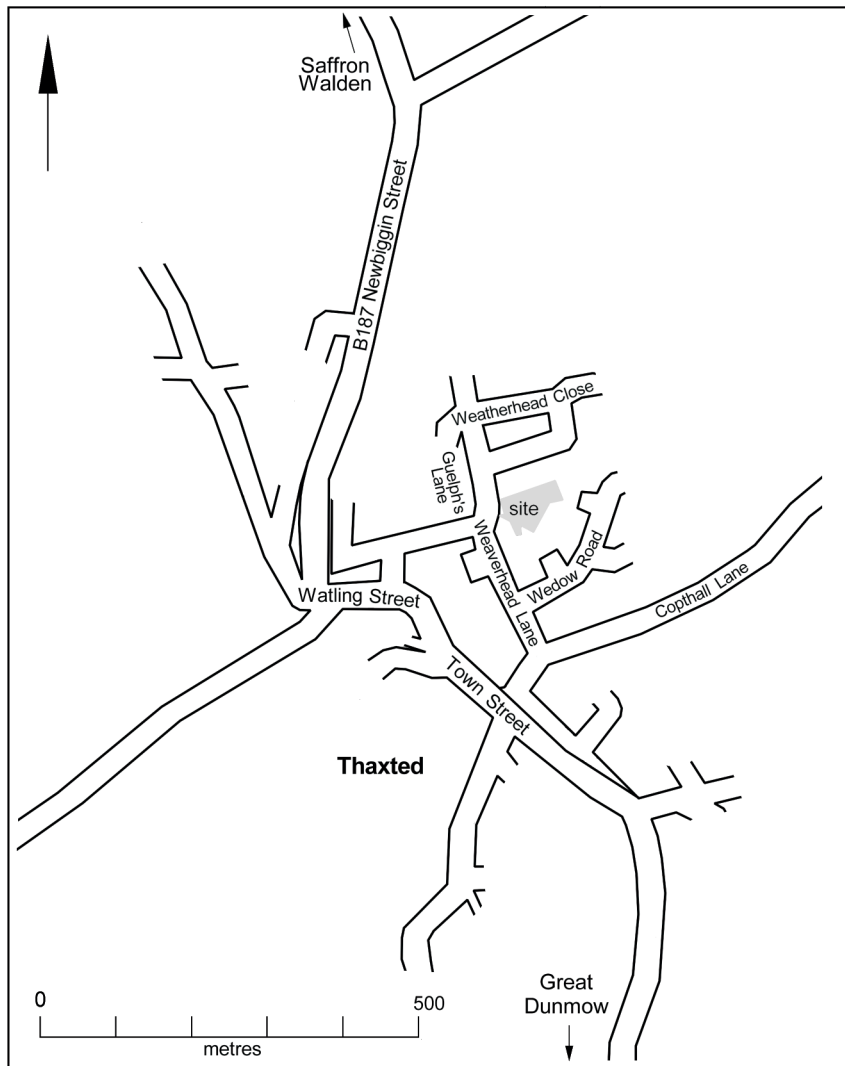 Saffron
Walden
B187 Newbiggin Street
Weatherhead Close
Guelph's
Lane
site
Weaverhead Lane
Wedow Road
Copthall Lane
Watling Street
Town Street
Thaxted
Great
Dunmow
0
500
metres